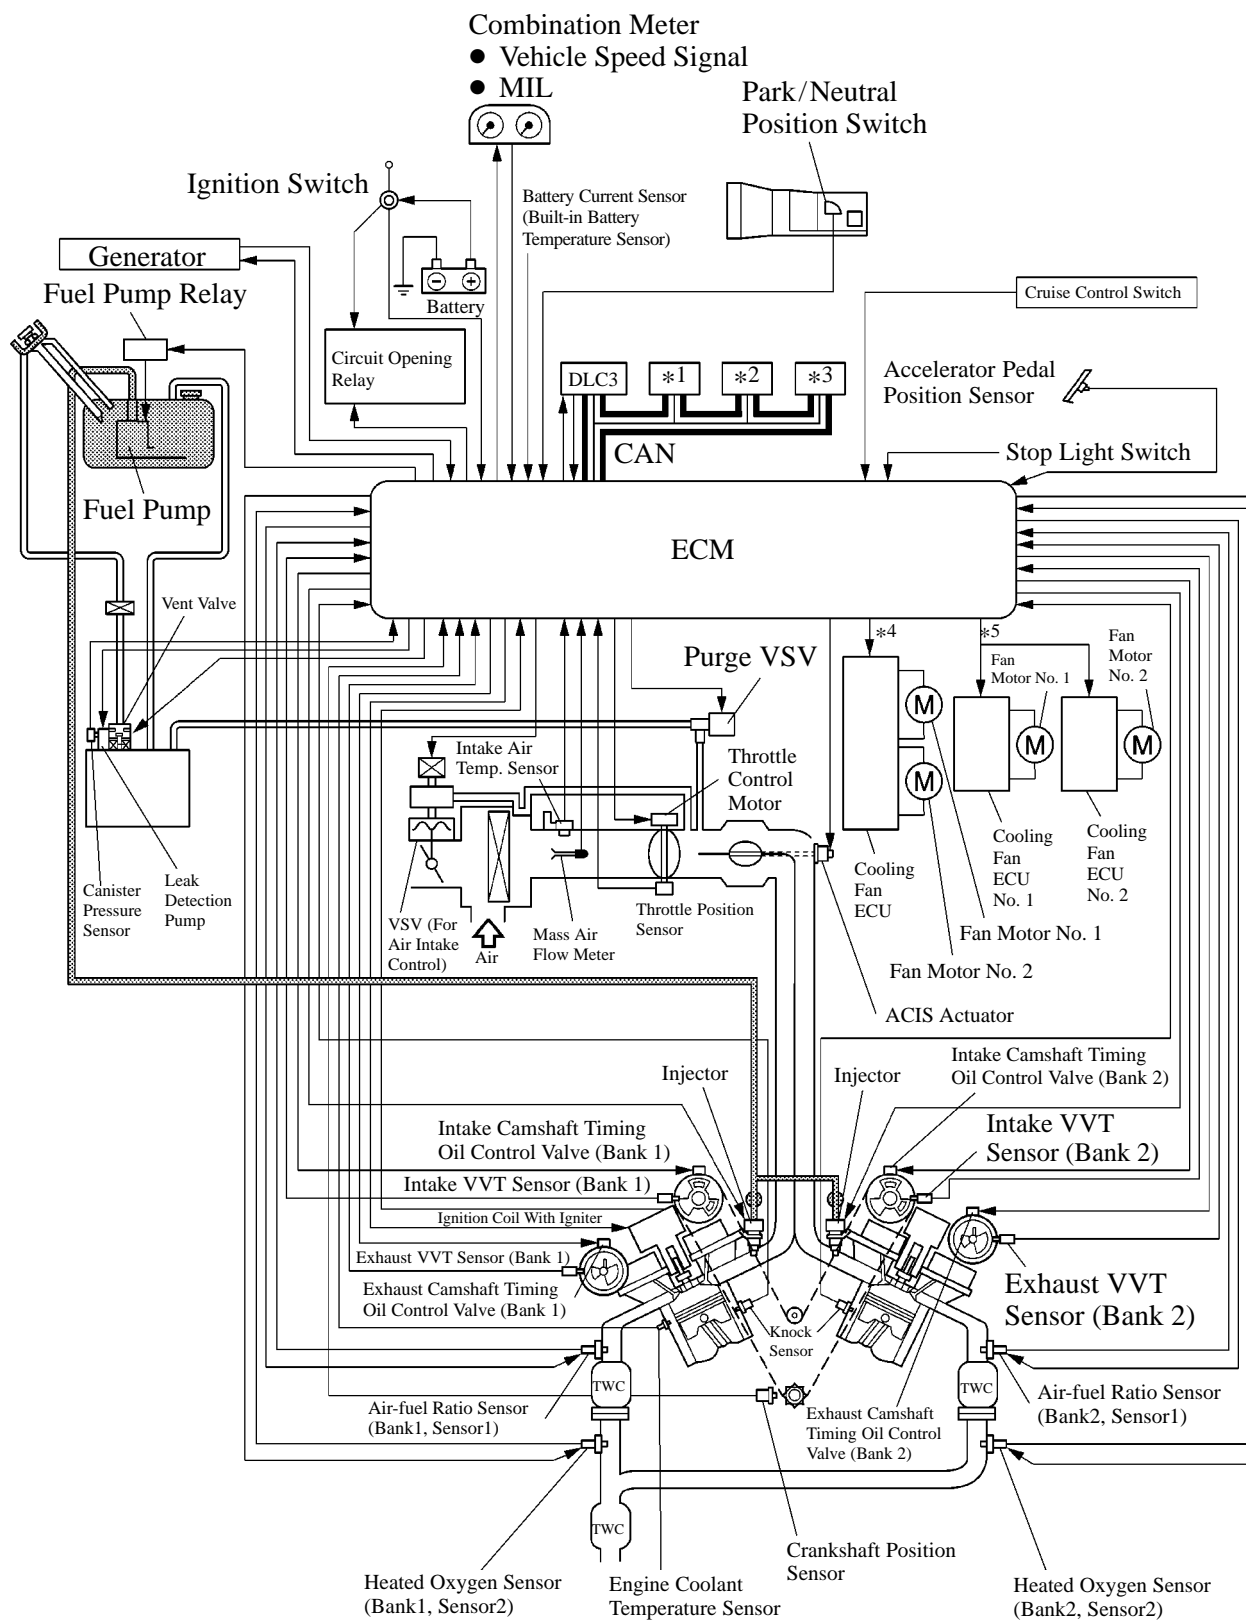 Combination Meter
● Vehicle Speed Signal
● MIL
Park/Neutral
Position Switch
Ignition Switch
Battery Current Sensor
(Built-in Battery
Temperature Sensor)
Generator
Fuel Pump Relay
Battery
Cruise Control Switch
Circuit Opening
Relay
DLC3
*1
*2
*3
Accelerator Pedal
Position Sensor
CAN
Stop Light Switch
Fuel Pump
ECM
Vent Valve
*4
*5
Purge VSV
Fan
Motor No. 1
Fan
Motor
No. 2
M
M
M
M
Intake Air
Temp. Sensor
Throttle
Control
Motor
Cooling
Fan
ECU
Cooling
Fan
ECU
No. 1
Cooling
Fan
ECU
No. 2
Canister
Pressure
Sensor
Leak
Detection
Pump
VSV (For
Air Intake
Control)
Air
Mass Air
Flow Meter
Throttle Position
Sensor
Fan Motor No. 1
Fan Motor No. 2
ACIS Actuator
Injector
Injector
Intake Camshaft Timing
Oil Control Valve (Bank 2)
Intake Camshaft Timing
Oil Control Valve (Bank 1)
Intake VVT
Sensor (Bank 2)
Intake VVT Sensor (Bank 1)
Ignition Coil With Igniter
Exhaust VVT Sensor (Bank 1)
Exhaust Camshaft Timing
Oil Control Valve (Bank 1)
Exhaust VVT
Sensor (Bank 2)
Knock
Sensor
TWC
TWC
Air-fuel Ratio Sensor
(Bank1, Sensor1)
Exhaust Camshaft
Timing Oil Control
Valve (Bank 2)
Air-fuel Ratio Sensor
(Bank2, Sensor1)
TWC
Crankshaft Position
Sensor
Heated Oxygen Sensor
(Bank1, Sensor2)
Engine Coolant
Temperature Sensor
Heated Oxygen Sensor
(Bank2, Sensor2)